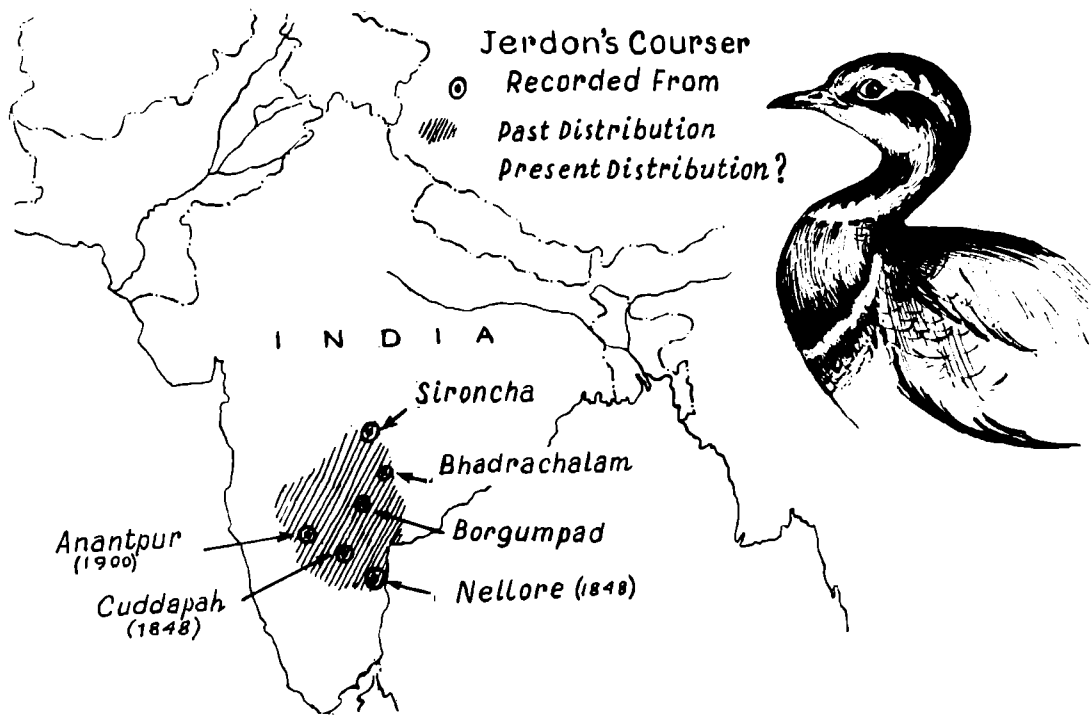 Jerdon's Courser
Recorded From
Past Distribution
Present Distribution?
INDIA
Sironcha
Bhadrachalam
Borgumpad
Anantpur
(1900)
Cuddapah
(1848)
Nellore (1848)